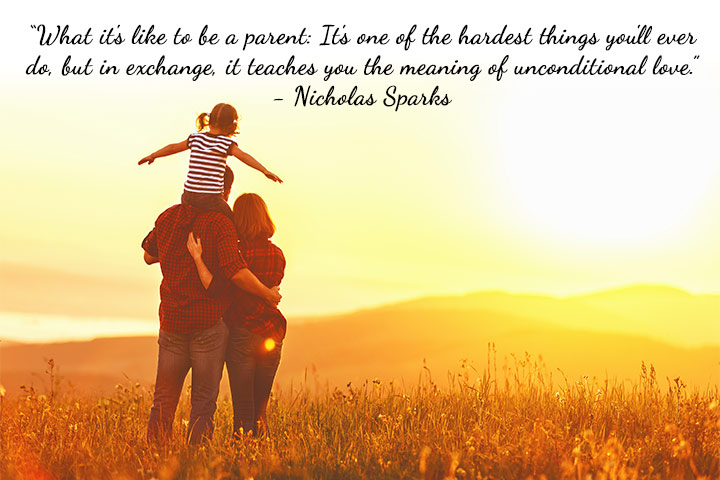 “What it's like to be a parent: It's one of the hardest things you'll ever
do, but in exchange, it teaches you the meaning of unconditional love.”
- Nicholas Sparks